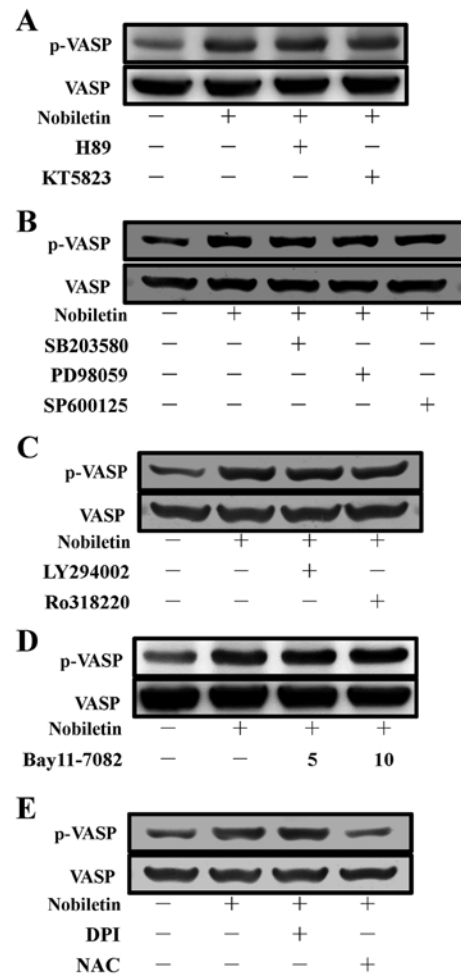 A
p-VASP
VASP
Nobiletin − + + +
H89 − − + −
KT5823 − − − +
B
p-VASP
VASP
Nobiletin − + + + +
SB203580 − − + − −
PD98059 − − − + −
SP600125 − − − − +
C
p-VASP
VASP
Nobiletin − + + +
LY294002 − − + −
Ro318220 − − − +
D
p-VASP
VASP
Nobiletin − + + +
Bay11-7082 − − 5 10
E
p-VASP
VASP
Nobiletin − + + +
DPI − − + −
NAC − − − +